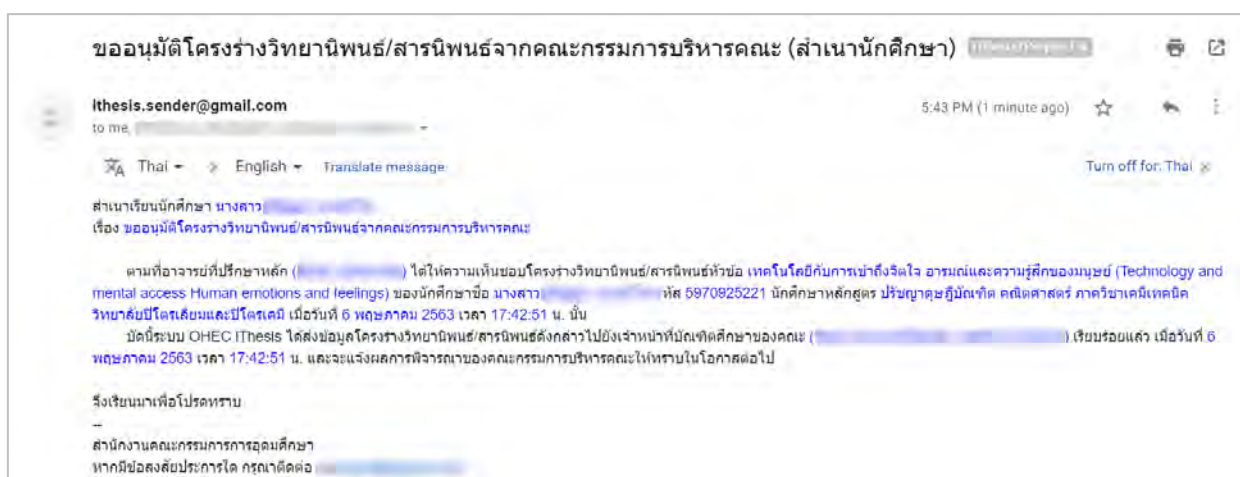 ขออนุมัติโครงร่างวิทยานิพนธ์/สารนิพนธ์จากคณะกรรมการบริหารคณะ (สำเนานักศึกษา)
ithesis.sender@gmail.com
5:43 PM (1 minute ago)
to me,
Thai
English
Translate message
Turn off for: Thai
สำเนาเรียนนักศึกษา นางสาว
เรื่อง ขออนุมัติโครงร่างวิทยานิพนธ์/สารนิพนธ์จากคณะกรรมการบริหารคณะ
ตามที่อาจารย์ที่ปรึกษาหลัก ( ) ได้ให้ความเห็นชอบโครงร่างวิทยานิพนธ์/สารนิพนธ์หัวข้อ เทคโนโลยีกับการเข้าถึงจิตใจ อารมณ์และความรู้สึกของมนุษย์ (Technology and
mental access Human emotions and feelings) ของนักศึกษาชื่อ นางสาว รหัส 5970925221 นักศึกษาหลักสูตร ปรัชญาดุษฎีบัณฑิต คณิตศาสตร์ ภาควิชาเคมีเทคนิค
วิทยาลัยปิโตรเลียมและปิโตรเคมี เมื่อวันที่ 6 พฤษภาคม 2563 เวลา 17:42:51 น. นั้น
บัดนี้ระบบ OHEC iThesis ได้ส่งข้อมูลโครงร่างวิทยานิพนธ์/สารนิพนธ์ดังกล่าวไปยังเจ้าหน้าที่บัณฑิตศึกษาของคณะ ( ) เรียบร้อยแล้ว เมื่อวันที่ 6
พฤษภาคม 2563 เวลา 17:42:51 น. และจะแจ้งผลการพิจารณาของคณะกรรมการบริหารคณะให้ทราบในโอกาสต่อไป
จึงเรียนมาเพื่อโปรดทราบ
--
สำนักงานคณะกรรมการการอุดมศึกษา
หากมีข้อสงสัยประการใด กรุณาติดต่อ